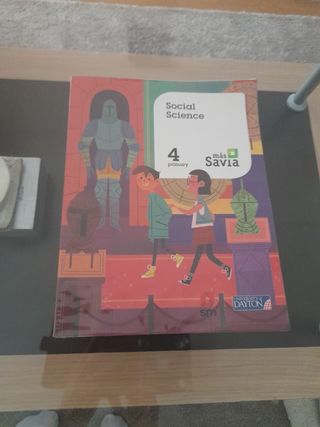 Social
Science
4
primary
más
Savia
sm
UNIVERSITY of
DAYTON